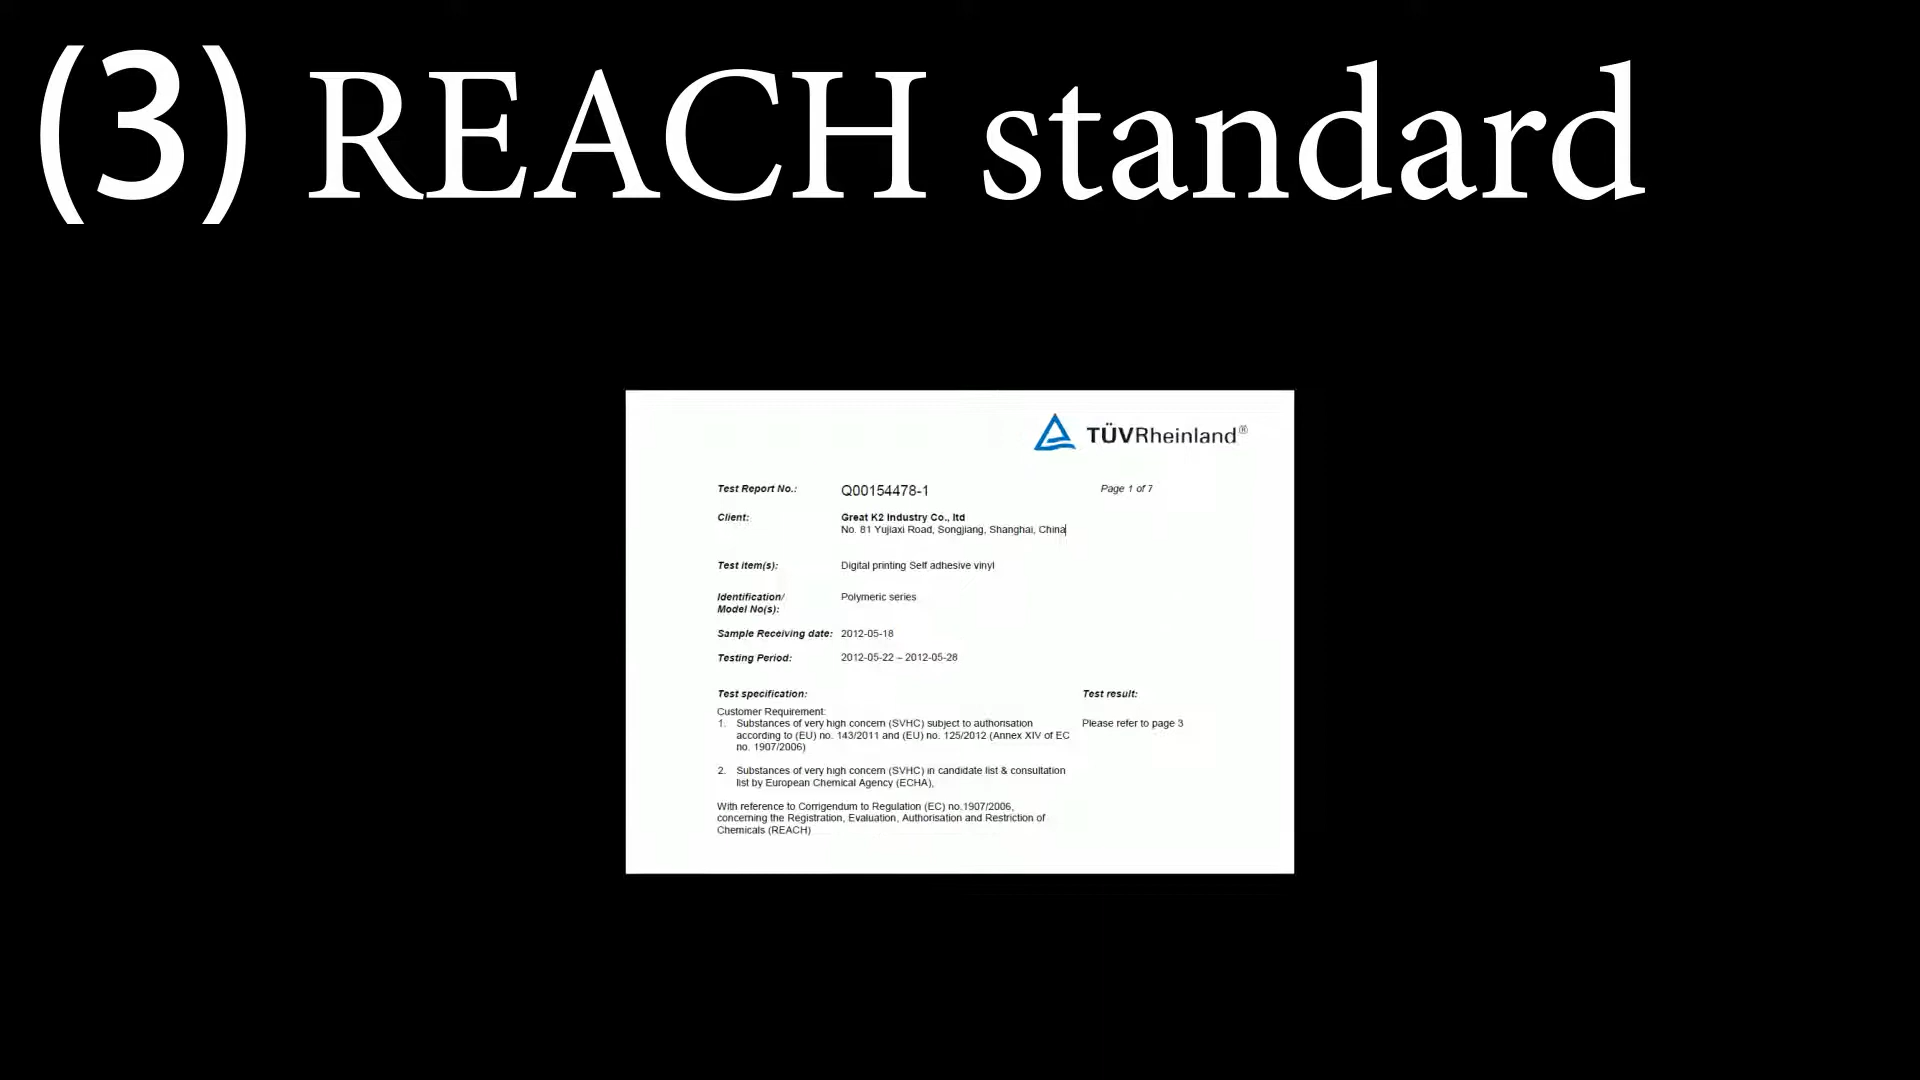 (3) REACH standard
TÜVRheinland®
Test Report No.: Q00154478-1 Page 1 of 7
Client: Great K2 Industry Co., ltd
No. 81 Yujiaxi Road, Songjiang, Shanghai, China
Test item(s): Digital printing Self adhesive vinyl
Identification/ Polymeric series
Model No(s):
Sample Receiving date: 2012-05-18
Testing Period: 2012-05-22 – 2012-05-28
Test specification: Test result:
Customer Requirement:
1. Substances of very high concern (SVHC) subject to authorisation Please refer to page 3
according to (EU) no. 143/2011 and (EU) no. 125/2012 (Annex XIV of EC
no. 1907/2006)
2. Substances of very high concern (SVHC) in candidate list & consultation
list by European Chemical Agency (ECHA),
With reference to Corrigendum to Regulation (EC) no.1907/2006,
concerning the Registration, Evaluation, Authorisation and Restriction of
Chemicals (REACH)